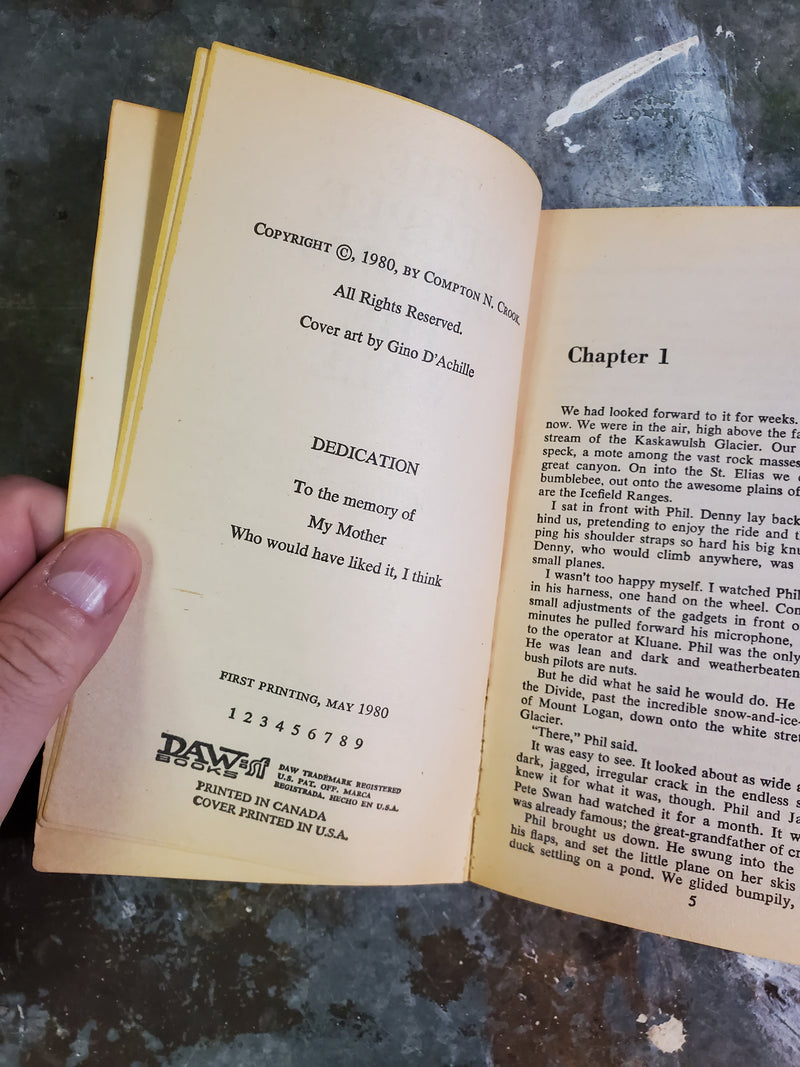 COPYRIGHT ©, 1980, BY COMPTON N. CROOK.
All Rights Reserved.
Cover art by Gino D'Achille
DEDICATION
To the memory of
My Mother
Who would have liked it, I think
FIRST PRINTING, MAY 1980
1 2 3 4 5 6 7 8 9
DAW sf
BOOKS
DAW TRADEMARK REGISTERED
U.S. PAT. OFF. MARCA
REGISTRADA, HECHO EN U.S.A.
PRINTED IN CANADA
COVER PRINTED IN U.S.A.
Chapter 1
We had looked forward to it for weeks.
now. We were in the air, high above the
stream of the Kaskawulsh Glacier. Our
speck, a mote among the vast rock masses
great canyon. On into the St. Elias we
bumblebee, out onto the awesome plains of
are the Icefield Ranges.
I sat in front with Phil. Denny lay back
hind us, pretending to enjoy the ride and
ping his shoulder straps so hard his big
Denny, who would climb anywhere, was
small planes.
I wasn't too happy myself. I watched Phil
in his harness, one hand on the wheel.
small adjustments of the gadgets in front
minutes he pulled forward his microphone,
to the operator at Kluane. Phil was the only
He was lean and dark and weatherbeaten
bush pilots are nuts.
But he did what he said he would do. He
the Divide, past the incredible snow-and-ice-
of Mount Logan, down onto the white
Glacier.
"There," Phil said.
It was easy to see. It looked about as wide
dark, jagged, irregular crack in the endless
knew it for what it was, though. Phil and
Pete Swan had watched it for a month. It
was already famous; the great-grandfather of
Phil brought us down. He swung into the
his flaps, and set the little plane on her skis
duck settling on a pond. We glided bumpily,
5